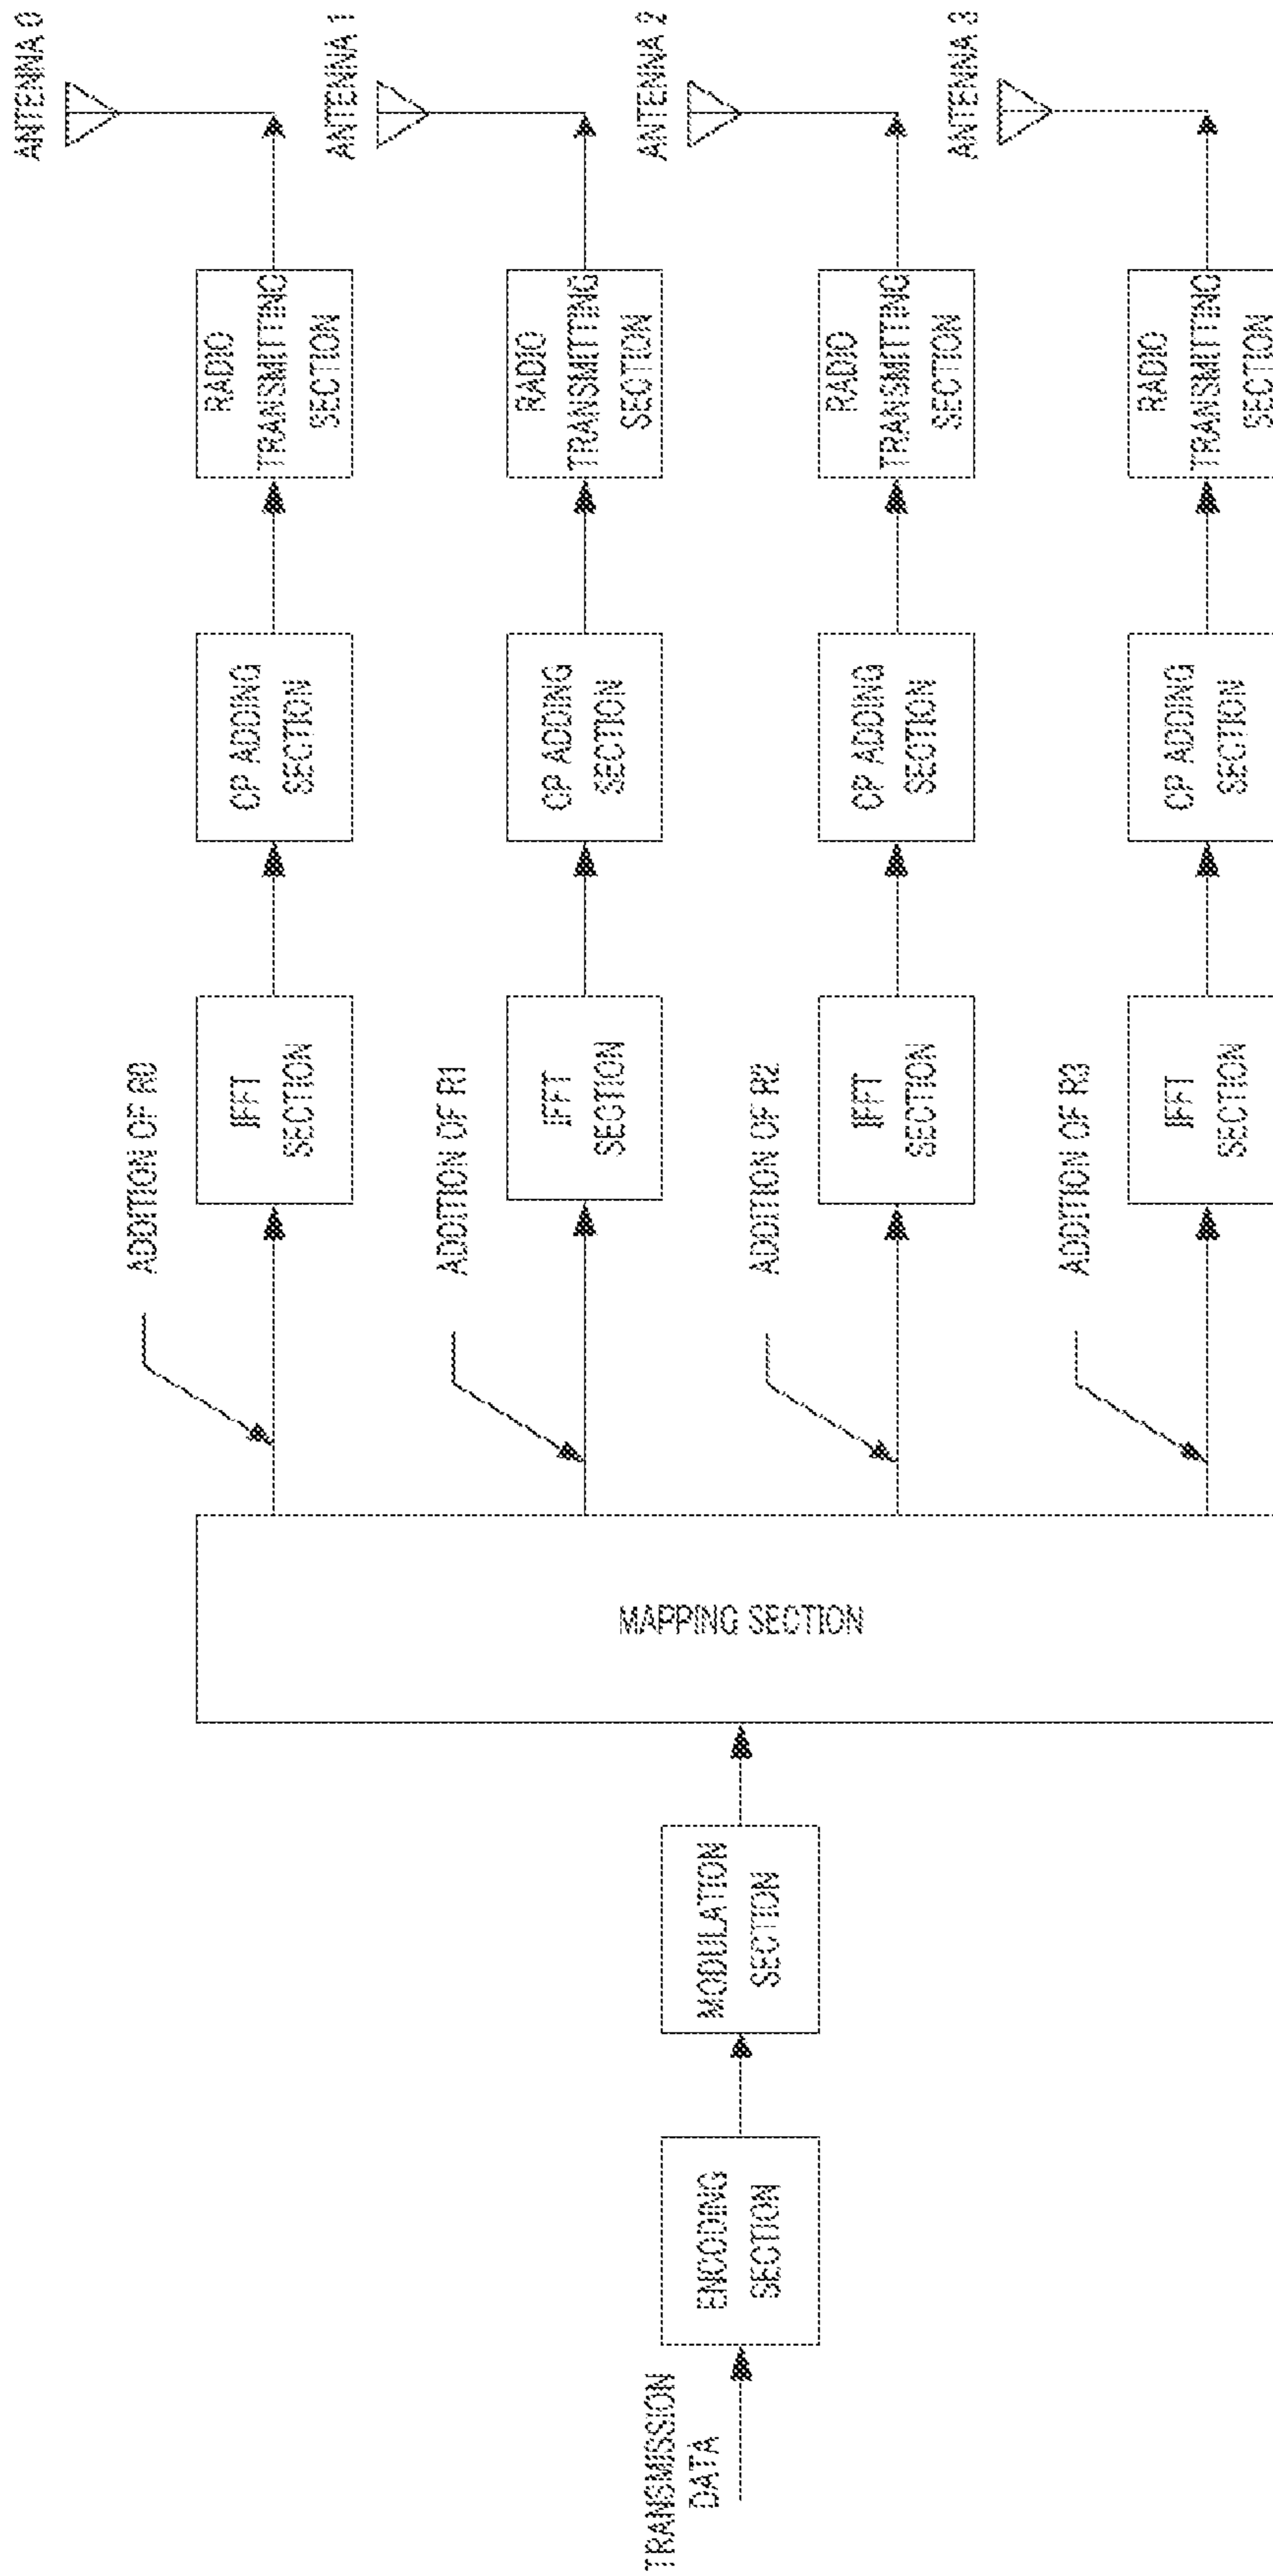 TRANSMISSION
DATA
ENCODING
SECTION
MODULATION
SECTION
MAPPING SECTION
ADDITION OF R0
IFFT
SECTION
CP ADDING
SECTION
RADIO
TRANSMITTING
SECTION
ANTENNA 0
ADDITION OF R1
IFFT
SECTION
CP ADDING
SECTION
RADIO
TRANSMITTING
SECTION
ANTENNA 1
ADDITION OF R2
IFFT
SECTION
CP ADDING
SECTION
RADIO
TRANSMITTING
SECTION
ANTENNA 2
ADDITION OF R3
IFFT
SECTION
CP ADDING
SECTION
RADIO
TRANSMITTING
SECTION
ANTENNA 3